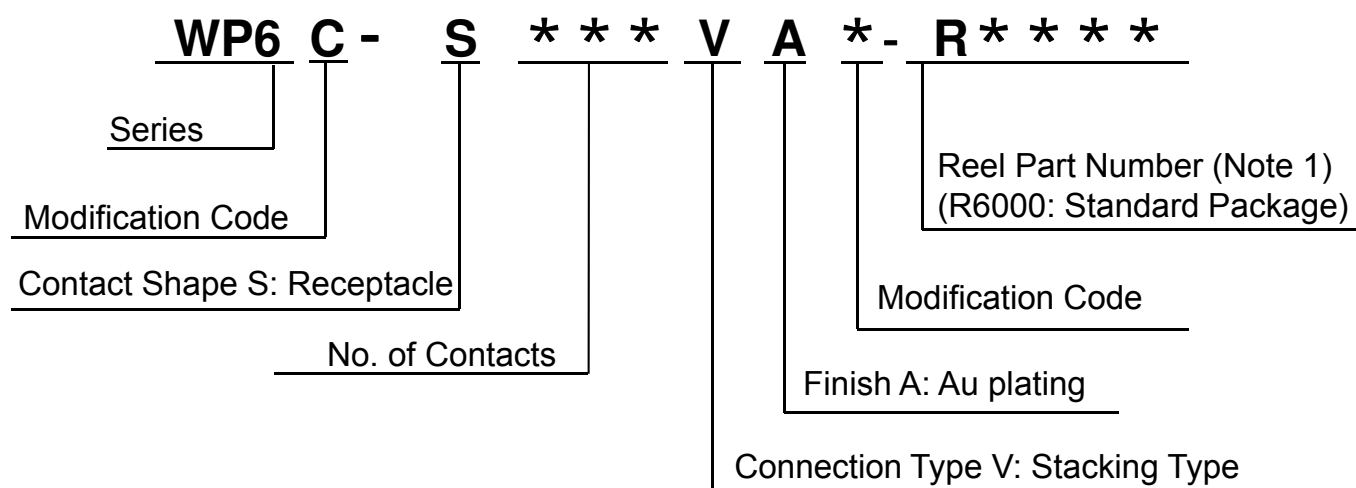 WP6 C - S * * * V A * - R * * * *
Series
Reel Part Number (Note 1)
(R6000: Standard Package)
Modification Code
Contact Shape S: Receptacle
Modification Code
No. of Contacts
Finish A: Au plating
Connection Type V: Stacking Type